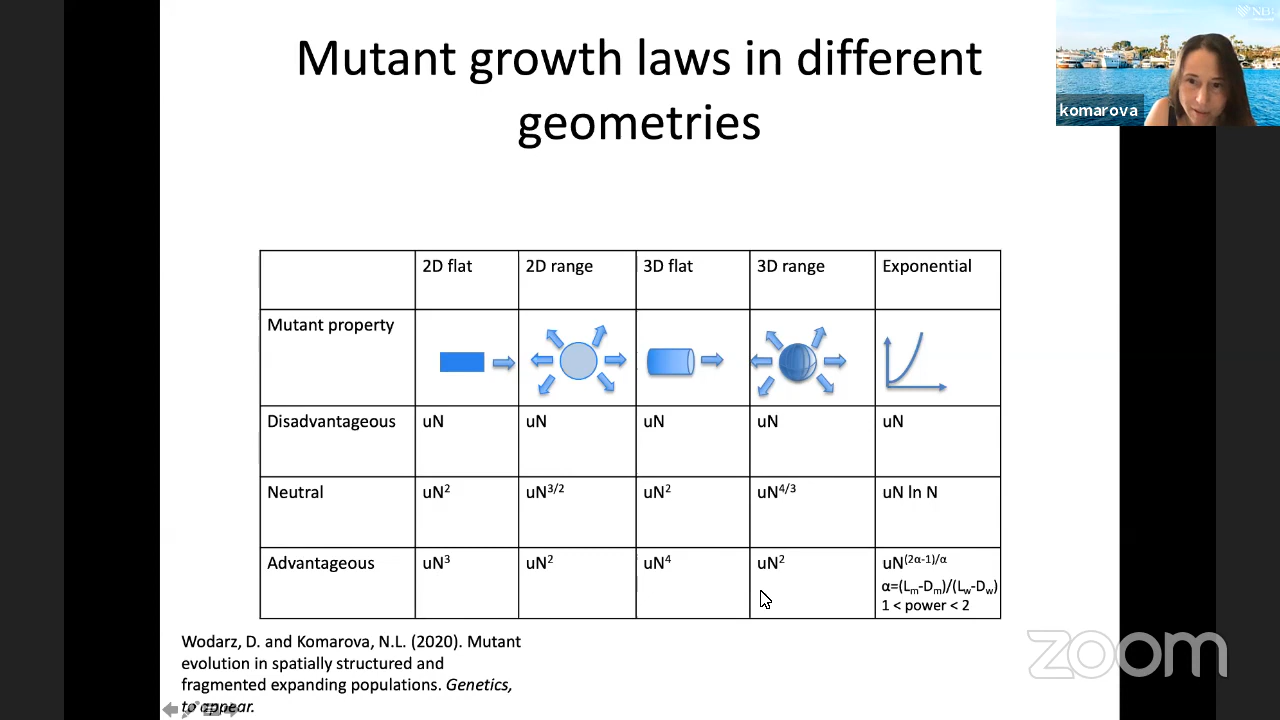 Mutant growth laws in different
geometries
komarova
2D flat 2D range 3D flat 3D range Exponential
Mutant property
Disadvantageous uN uN uN uN uN
Neutral uN² uN³/² uN² uN⁴/³ uN ln N
Advantageous uN³ uN² uN⁴ uN² uN⁽²ᵅ⁻¹⁾/ᵅ
α=(Lm-Dm)/(Lw-Dw)
1 < power < 2
Wodarz, D. and Komarova, N.L. (2020). Mutant
evolution in spatially structured and
fragmented expanding populations. Genetics,
to appear.
zoom